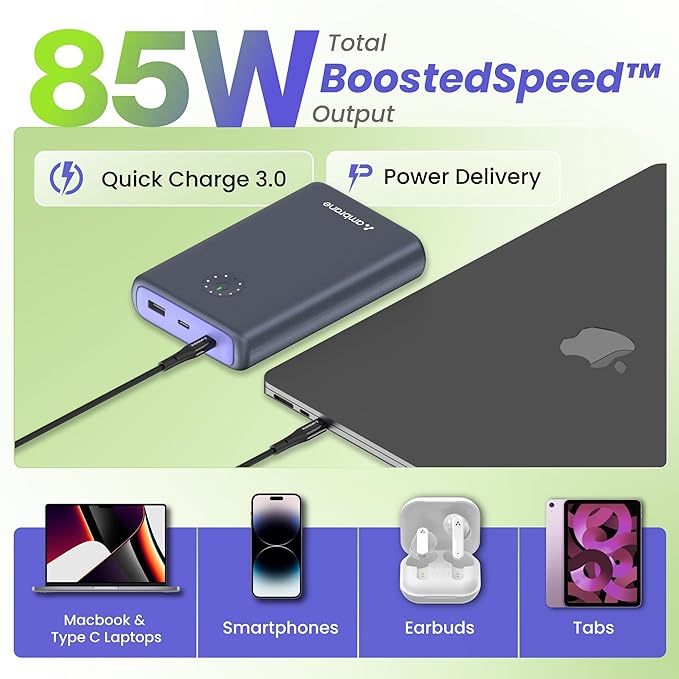 85W Total
BoostedSpeed™
Output
Quick Charge 3.0
Power Delivery
ambrane
Macbook &
Type C Laptops
Smartphones
Earbuds
Tabs